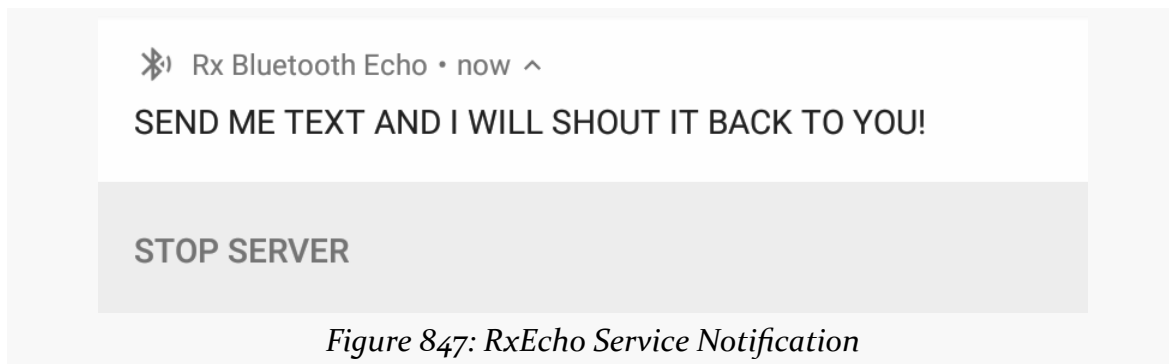 Rx Bluetooth Echo • now
SEND ME TEXT AND I WILL SHOUT IT BACK TO YOU!
STOP SERVER
Figure 847: RxEcho Service Notification